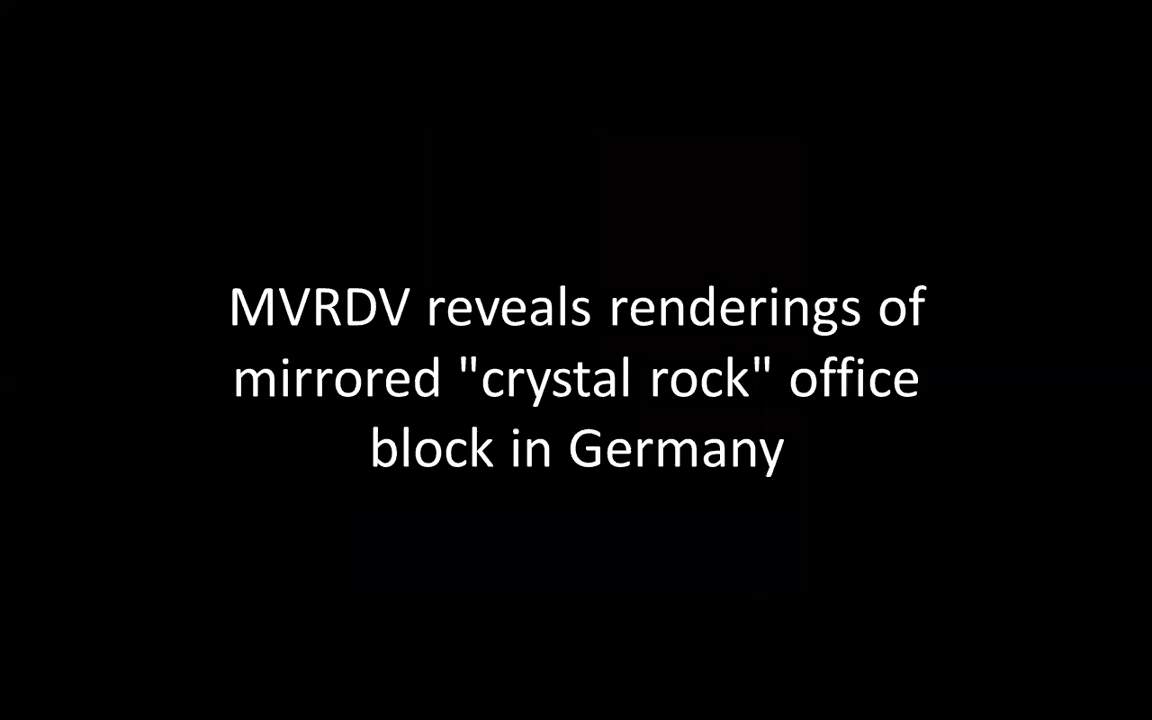 MVRDV reveals renderings of
mirrored "crystal rock" office
block in Germany